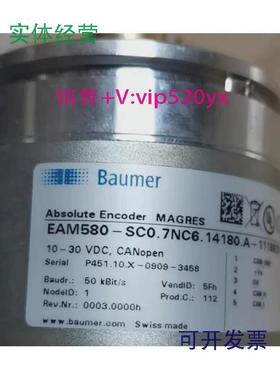 实体经营
销售+V:vip520yx
Baumer
Absolute Encoder MAGRES
EAM580-SC0.7NC6.14180.A
10-30 VDC, CANopen
Serial P451.10.X-0909-3458
Baudr.: 50 kBit/s VendID: 5Fh
NodeID: 1 Prod.C.: 112
Rev.Nr.: 0003.0000h
www.baumer.com Swiss made
可开发票